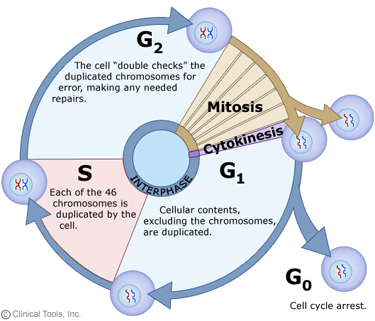 G2
The cell “double checks” the
duplicated chromosomes for
error, making any needed
repairs.
Mitosis
Cytokinesis
S
Each of the 46
chromosomes is
duplicated by the
cell.
INTERPHASE
G1
Cellular contents,
excluding the chromosomes,
are duplicated.
G0
Cell cycle arrest.
© Clinical Tools, Inc.